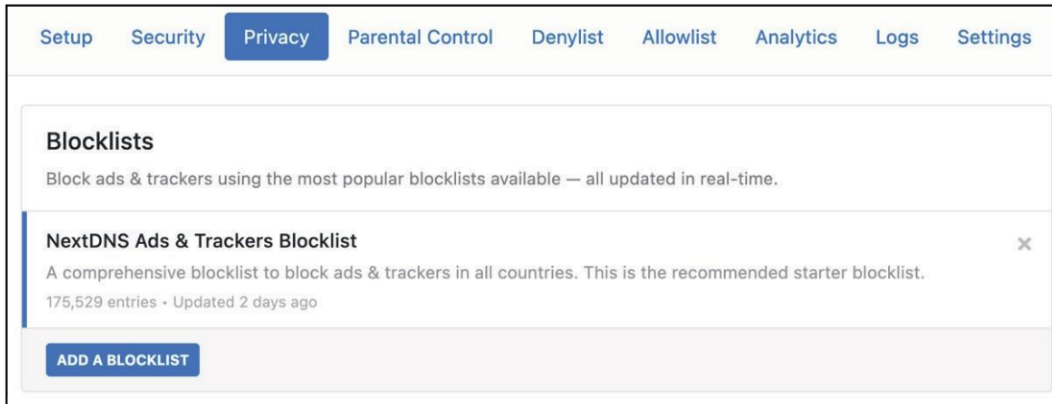 Setup Security Privacy Parental Control Denylist Allowlist Analytics Logs Settings
Blocklists
Block ads & trackers using the most popular blocklists available — all updated in real-time.
NextDNS Ads & Trackers Blocklist
A comprehensive blocklist to block ads & trackers in all countries. This is the recommended starter blocklist.
175,529 entries • Updated 2 days ago
ADD A BLOCKLIST